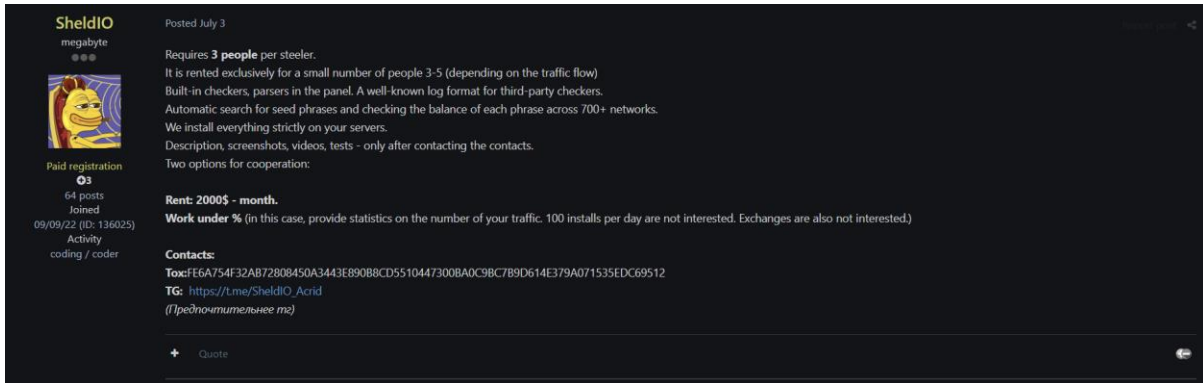 SheldIO
megabyte
Paid registration
3
64 posts
Joined
09/09/22 (ID: 136025)
Activity
coding / coder
Posted July 3
Requires 3 people per steeler.
It is rented exclusively for a small number of people 3-5 (depending on the traffic flow)
Built-in checkers, parsers in the panel. A well-known log format for third-party checkers.
Automatic search for seed phrases and checking the balance of each phrase across 700+ networks.
We install everything strictly on your servers.
Description, screenshots, videos, tests - only after contacting the contacts.
Two options for cooperation:
Rent: 2000$ - month.
Work under % (in this case, provide statistics on the number of your traffic. 100 installs per day are not interested. Exchanges are also not interested.)
Contacts:
Tox:FE6A754F32AB72808450A3443E890B8CD5510447300BA0C9BC7B9D614E379A071535EDC69512
TG: https://t.me/SheldIO_Acrid
(Предпочтительнее тг)
+ Quote